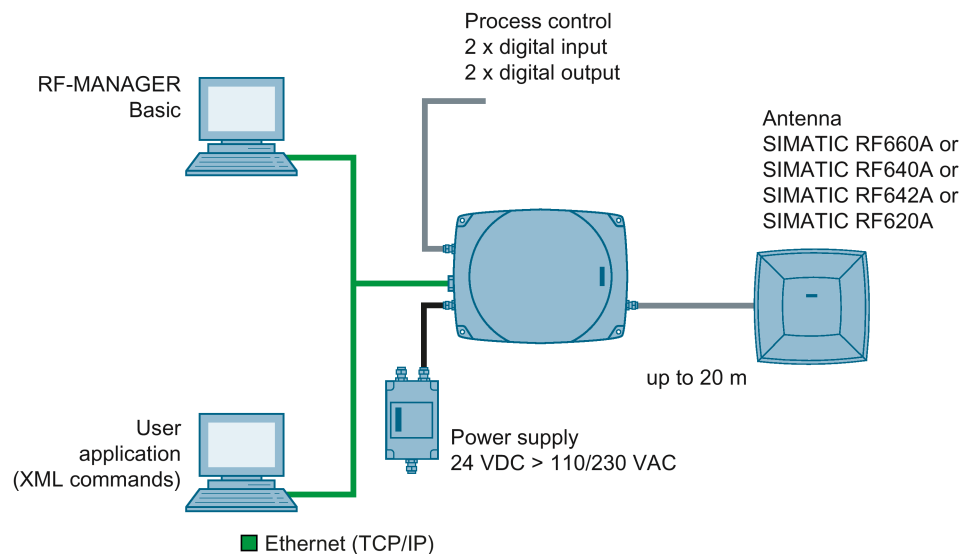 Process control
2 x digital input
2 x digital output
RF-MANAGER
Basic
Antenna
SIMATIC RF660A or
SIMATIC RF640A or
SIMATIC RF642A or
SIMATIC RF620A
up to 20 m
User
application
(XML commands)
Power supply
24 VDC > 110/230 VAC
Ethernet (TCP/IP)